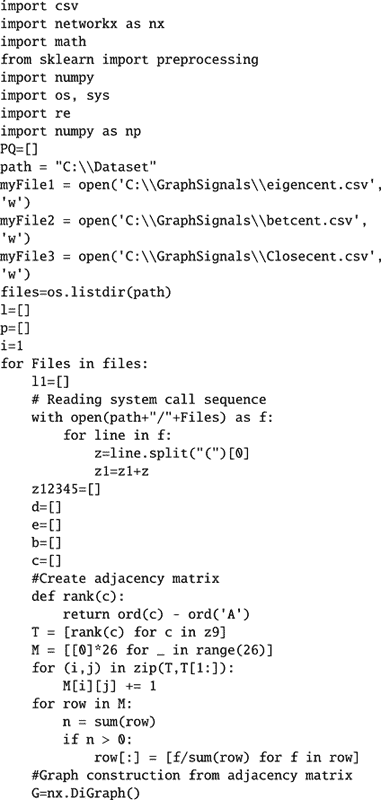 import csv
import networkx as nx
import math
from sklearn import preprocessing
import numpy
import os, sys
import re
import numpy as np
PQ=[]
path = "C:\\Dataset"
myFile1 = open('C:\\GraphSignals\\eigencent.csv',
'w')
myFile2 = open('C:\\GraphSignals\\betcent.csv',
'w')
myFile3 = open('C:\\GraphSignals\\Closecent.csv',
'w')
files=os.listdir(path)
l=[]
p=[]
i=1
for Files in files:
    l1=[]
    # Reading system call sequence
    with open(path+"/"+Files) as f:
        for line in f:
            z=line.split("(")[0]
            z1=z1+z
    z12345=[]
    d=[]
    e=[]
    b=[]
    c=[]
    #Create adjacency matrix
    def rank(c):
        return ord(c) - ord('A')
    T = [rank(c) for c in z9]
    M = [[0]*26 for _ in range(26)]
    for (i,j) in zip(T,T[1:]):
        M[i][j] += 1
    for row in M:
        n = sum(row)
        if n > 0:
            row[:] = [f/sum(row) for f in row]
    #Graph construction from adjacency matrix
    G=nx.DiGraph()